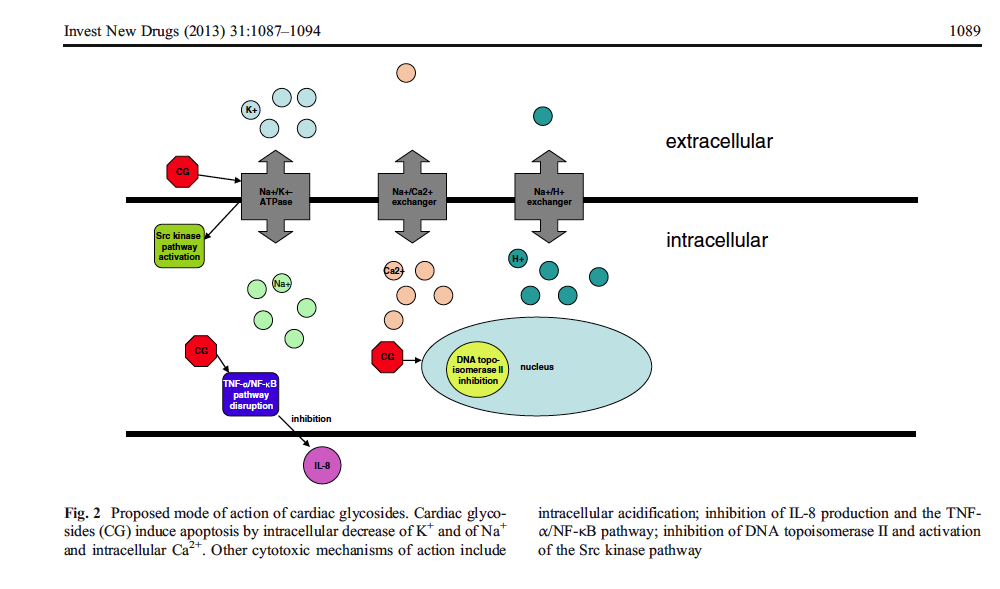 Invest New Drugs (2013) 31:1087–1094
1089
K+
extracellular
CG
Na+/K+-
ATPase
Na+/Ca2+
exchanger
Na+/H+
exchanger
Src kinase
pathway
activation
intracellular
H+
Ca2+
Na+
CG
CG
DNA topo-
isomerase II
inhibition
nucleus
TNF-α/NF-κB
pathway
disruption
inhibition
IL-8
Fig. 2 Proposed mode of action of cardiac glycosides. Cardiac glyco-
sides (CG) induce apoptosis by intracellular decrease of K+ and of Na+
and intracellular Ca2+. Other cytotoxic mechanisms of action include
intracellular acidification; inhibition of IL-8 production and the TNF-
α/NF-κB pathway; inhibition of DNA topoisomerase II and activation
of the Src kinase pathway